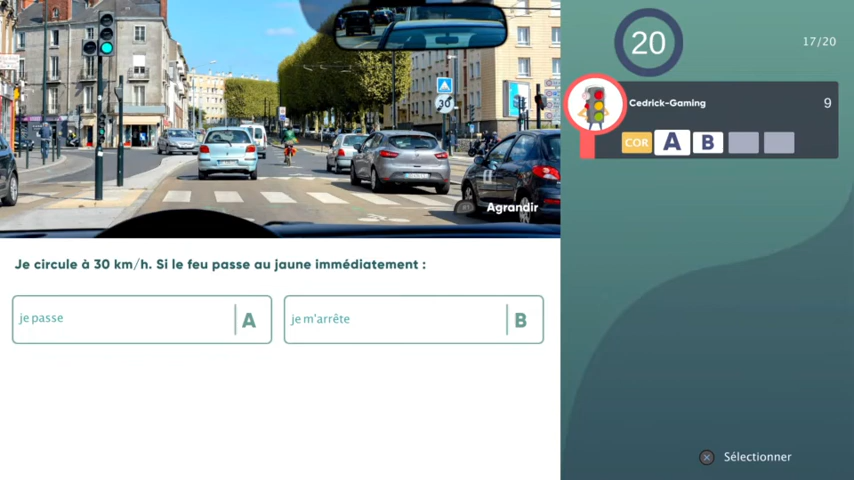 30
Agrandir
20
17/20
Cedrick-Gaming
9
COR A B
Je circule à 30 km/h. Si le feu passe au jaune immédiatement :
je passe A
je m'arrête B
Sélectionner